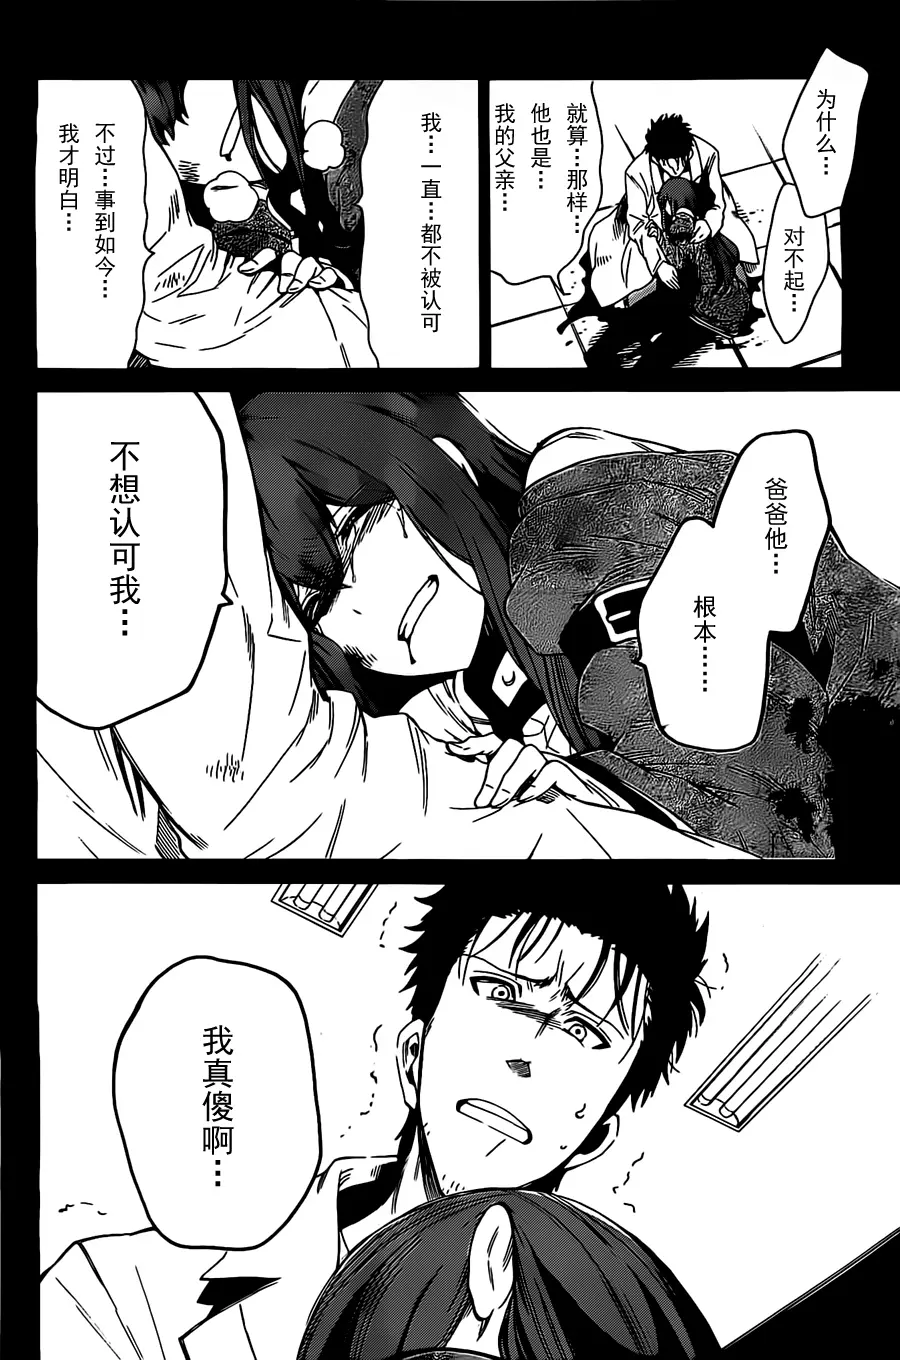 为什么…
对不起…
就算…那样…
他也是…
我的父亲…
我…一直…都不被认可
不过…事到如今…
我才明白…
爸爸他…
根本……
不想认可我…
我真傻啊…